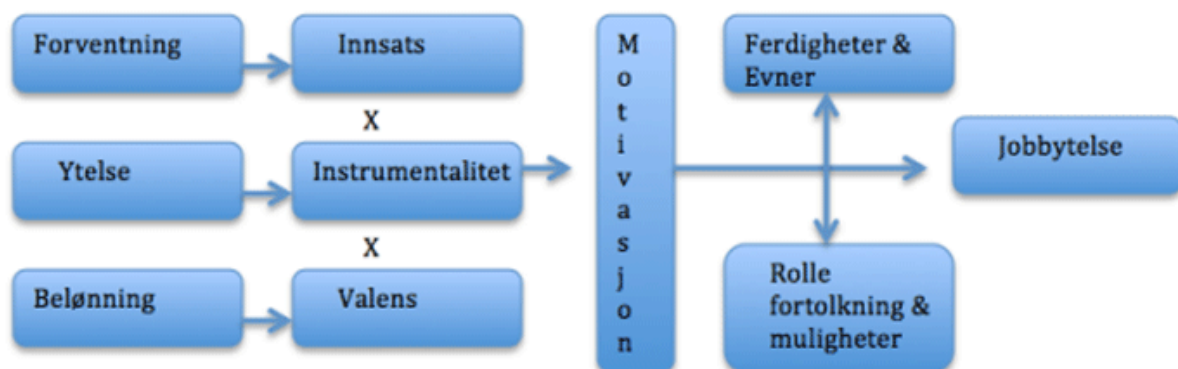 Forventning
Innsats
X
Ytelse
Instrumentalitet
X
Belønning
Valens
M
o
t
i
v
a
s
j
o
n
Ferdigheter &
Evner
Rolle
fortolkning &
muligheter
Jobbytelse